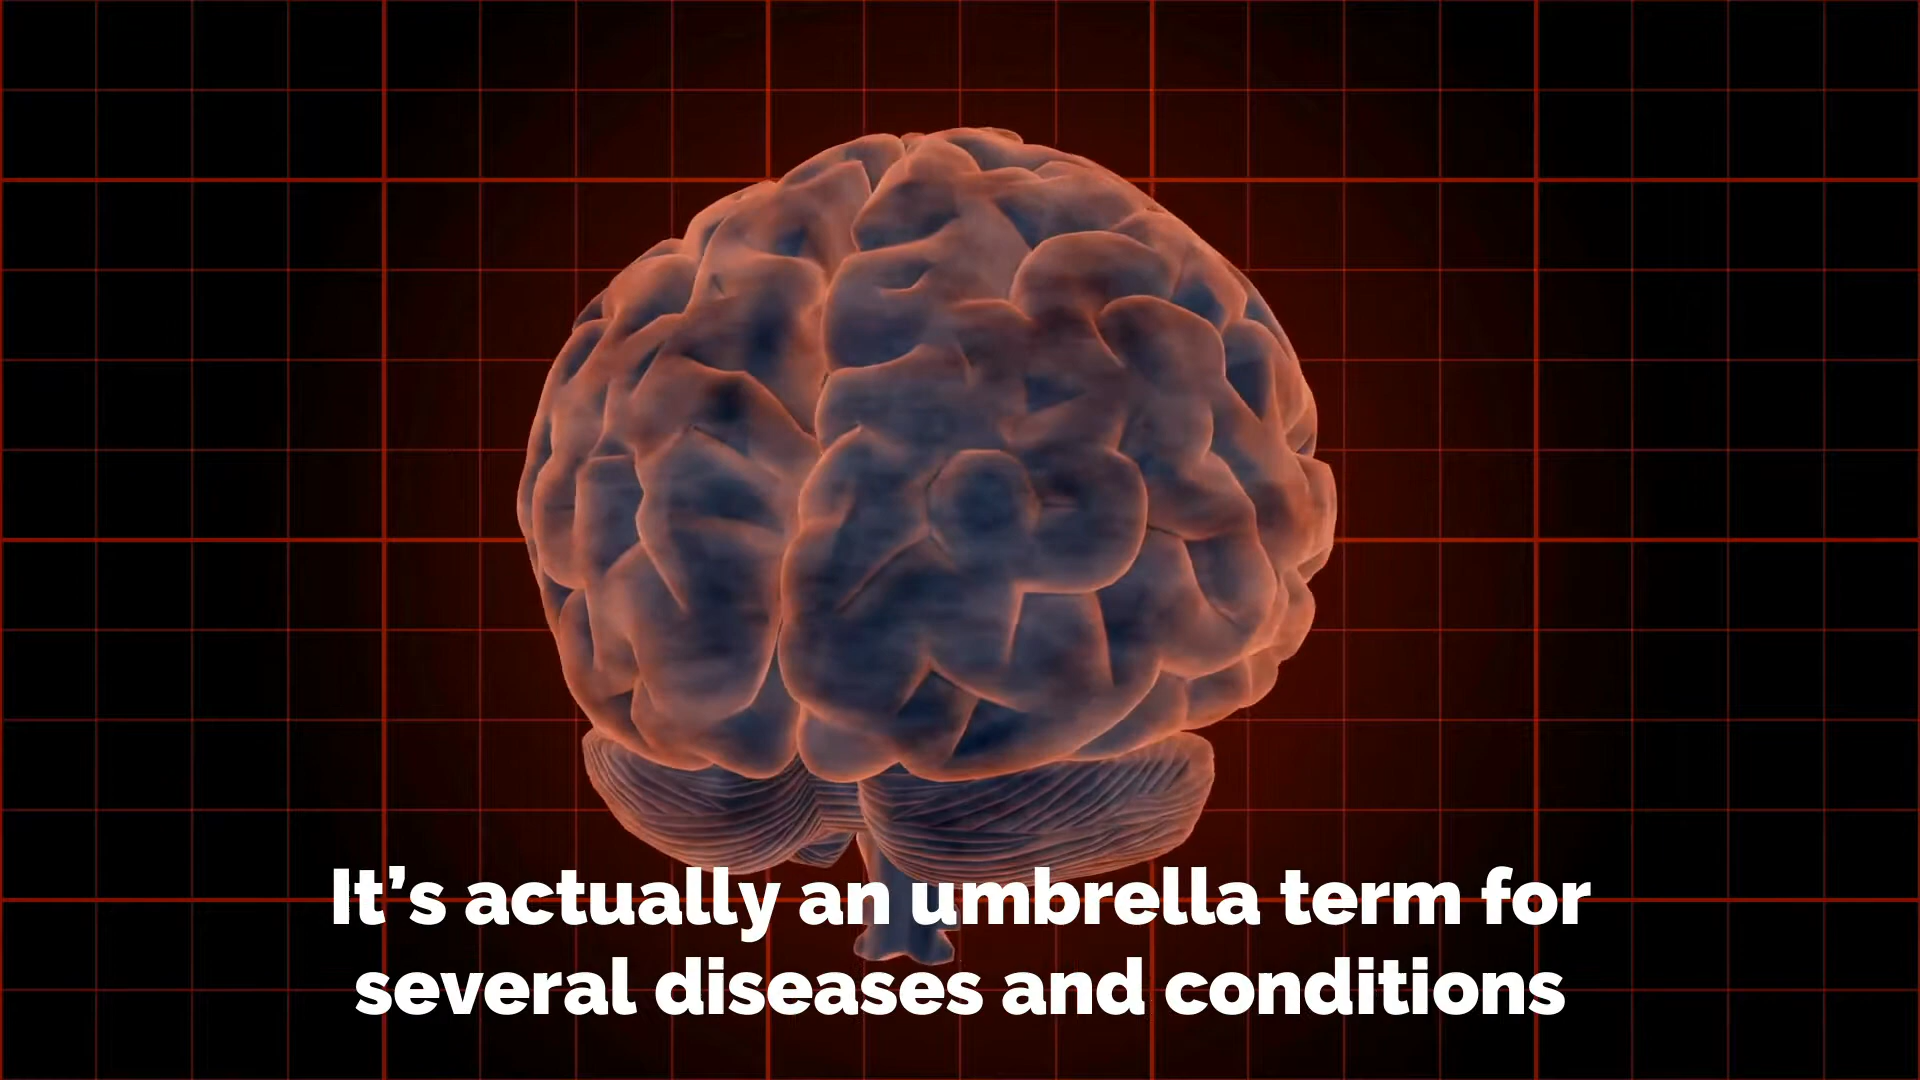 It’s actually an umbrella term for
several diseases and conditions